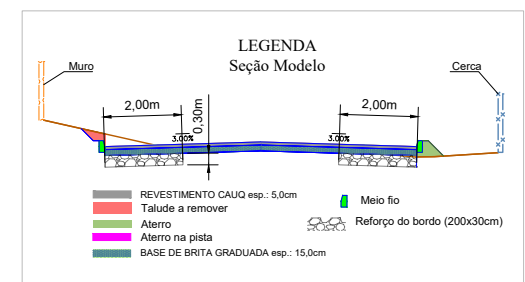 LEGENDA
Seção Modelo
Muro
Cerca
2,00m
0,30m
2,00m
3.00%
3.00%
REVESTIMENTO CAUQ esp.: 5,0cm
Talude a remover
Aterro
Aterro na pista
BASE DE BRITA GRADUADA esp.: 15,0cm
Meio fio
Reforço do bordo (200x30cm)